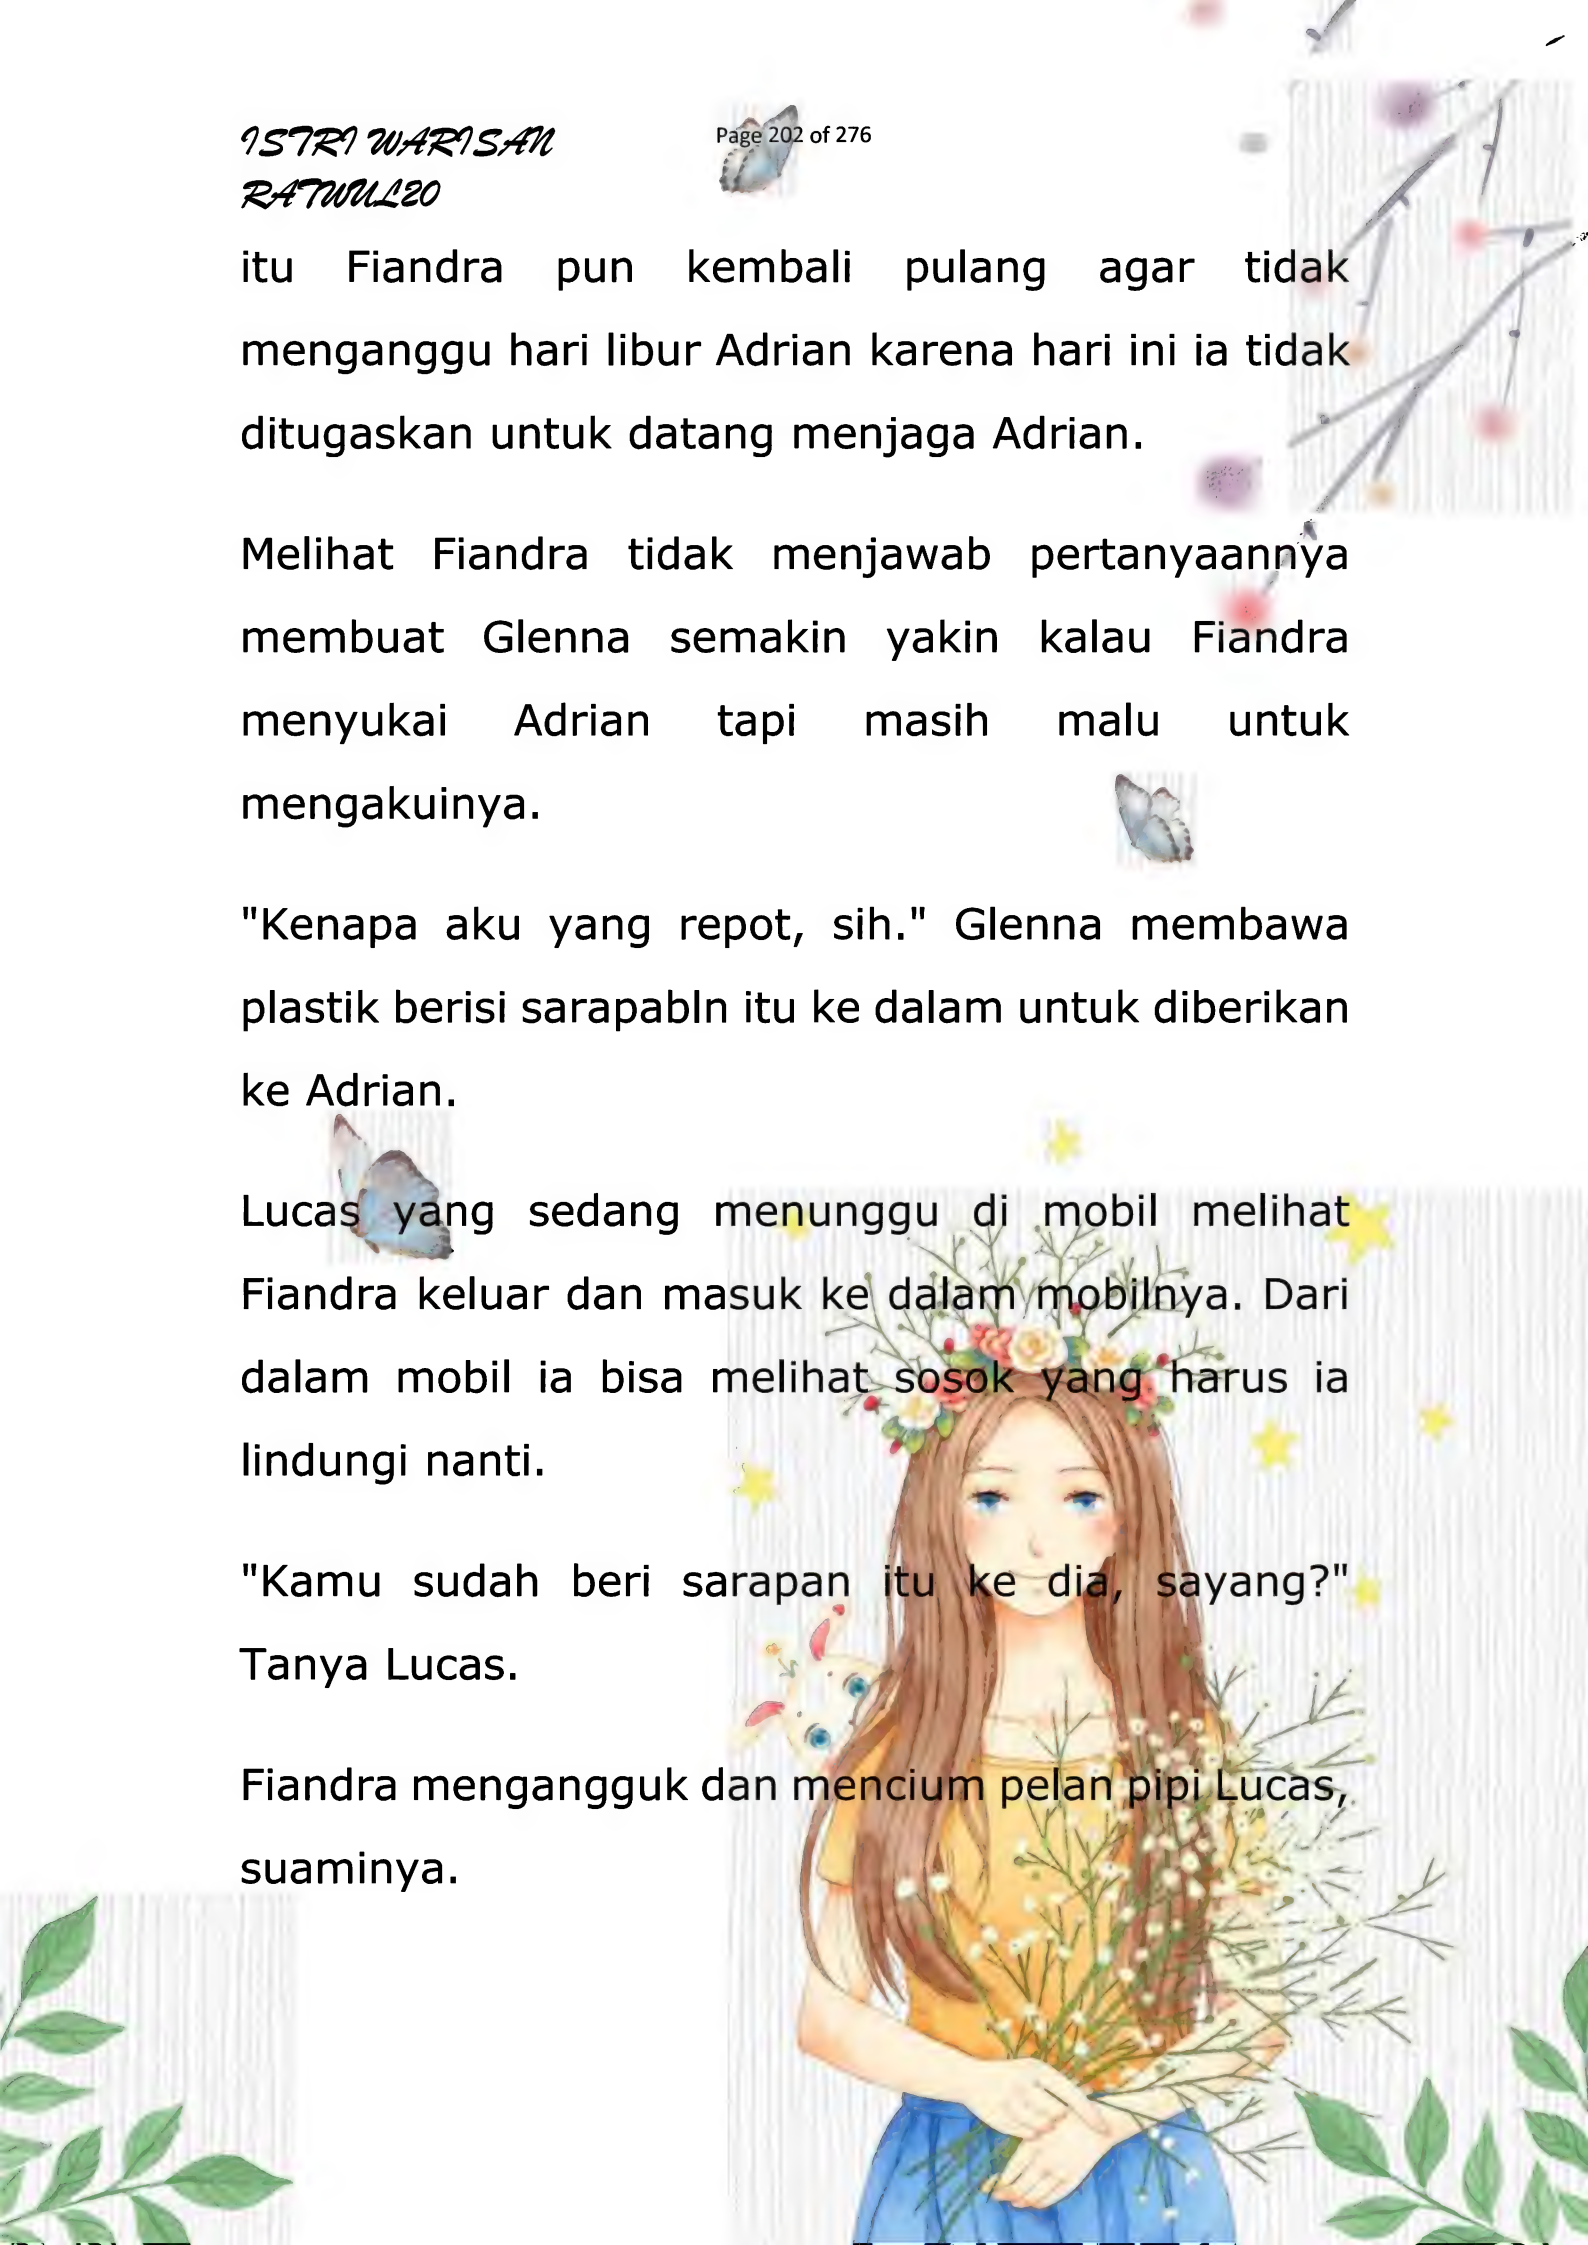 ISTRI WARISAN
Page 202 of 276
RATWUL20
itu Fiandra pun kembali pulang agar tidak
menganggu hari libur Adrian karena hari ini ia tidak
ditugaskan untuk datang menjaga Adrian.
Melihat Fiandra tidak menjawab pertanyaannya
membuat Glenna semakin yakin kalau Fiandra
menyukai Adrian tapi masih malu untuk
mengakuinya.
"Kenapa aku yang repot, sih." Glenna membawa
plastik berisi sarapabln itu ke dalam untuk diberikan
ke Adrian.
Lucas yang sedang menunggu di mobil melihat
Fiandra keluar dan masuk ke dalam mobilnya. Dari
dalam mobil ia bisa melihat sosok yang harus ia
lindungi nanti.
"Kamu sudah beri sarapan itu ke dia, sayang?"
Tanya Lucas.
Fiandra mengangguk dan mencium pelan pipi Lucas,
suaminya.